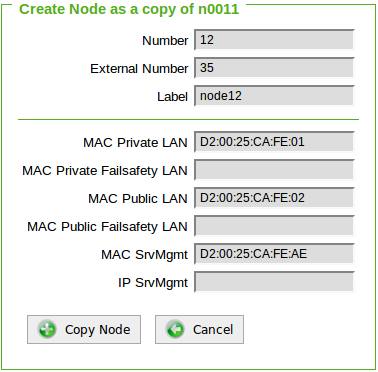 Create Node as a copy of n0011
Number 12
External Number 35
Label node12
MAC Private LAN D2:00:25:CA:FE:01
MAC Private Failsafety LAN
MAC Public LAN D2:00:25:CA:FE:02
MAC Public Failsafety LAN
MAC SrvMgmt D2:00:25:CA:FE:AE
IP SrvMgmt
Copy Node Cancel